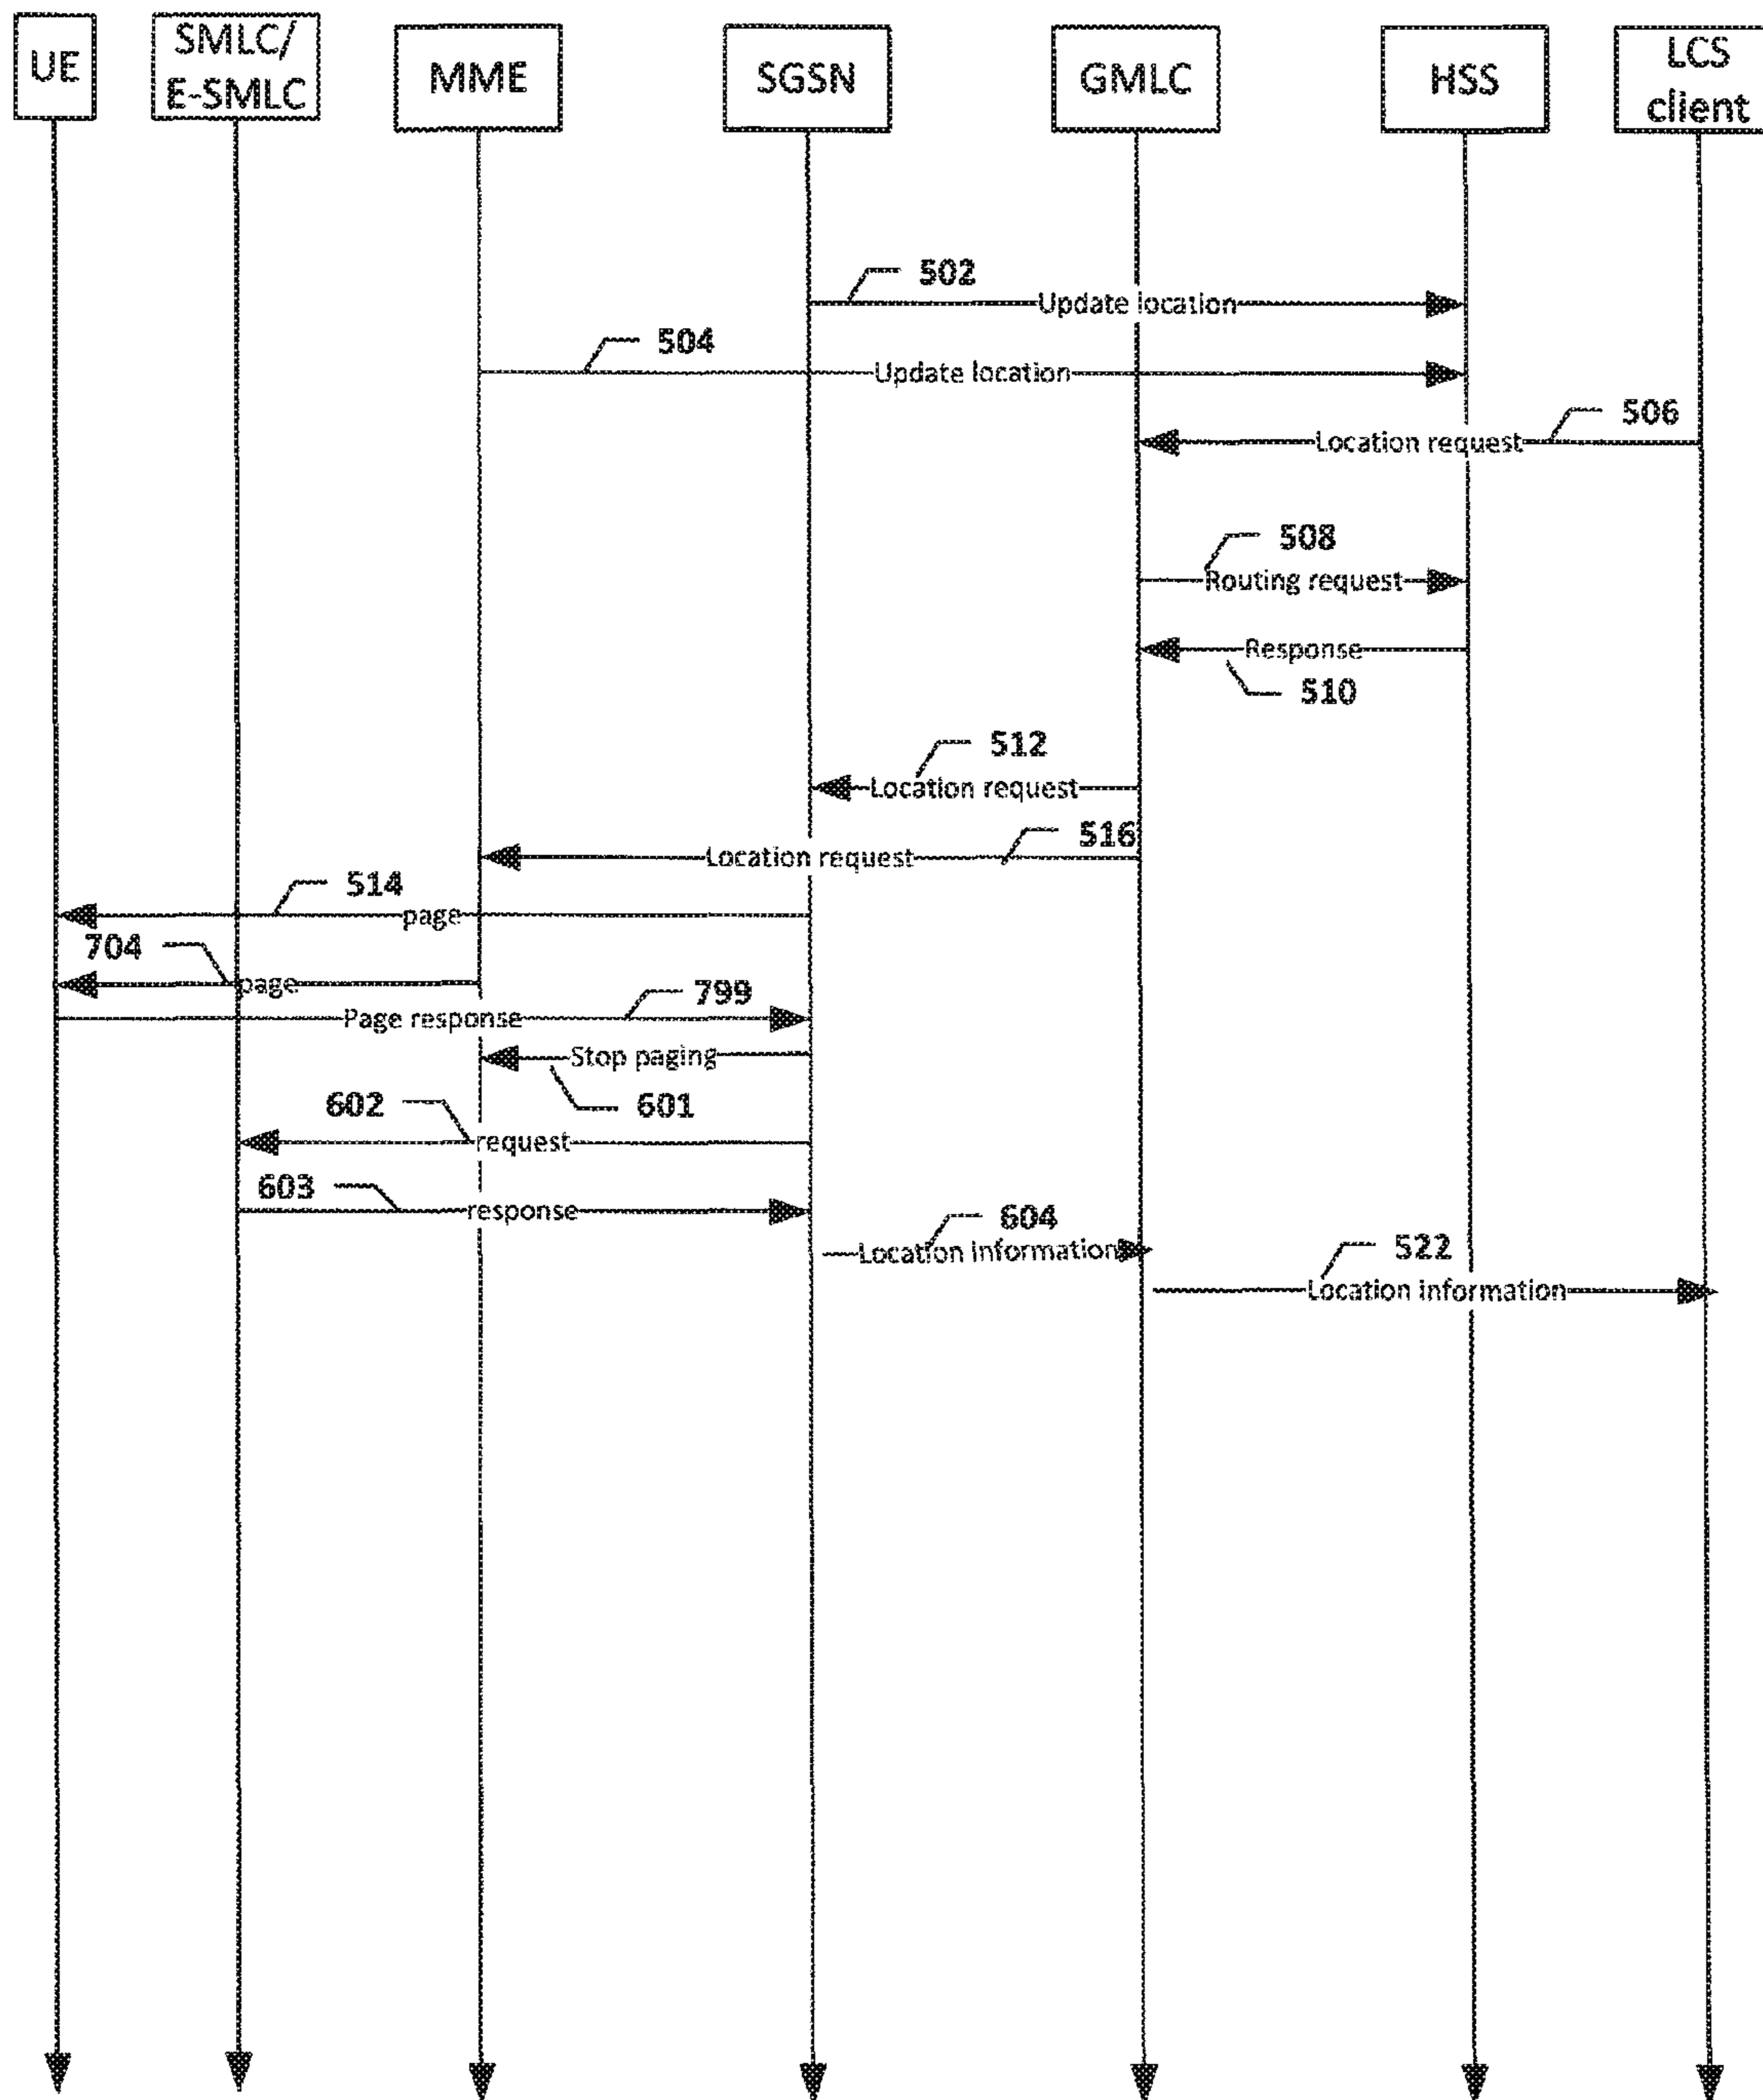 UE
SMLC/
E-SMLC
MME
SGSN
GMLC
HSS
LCS
client
502
Update location
504
Update location
506
Location request
508
Routing request
Response
510
512
Location request
516
Location request
514
page
704
page
799
Page response
Stop paging
601
602
request
603
response
604
Location information
522
Location information